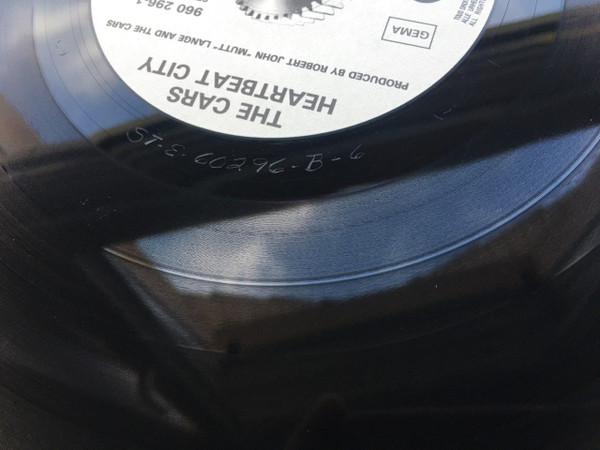 THE CARS
HEARTBEAT CITY
PRODUCED BY ROBERT JOHN "MUTT" LANGE AND THE CARS
960 296-1
GEMA
ST-E-60296-B-6